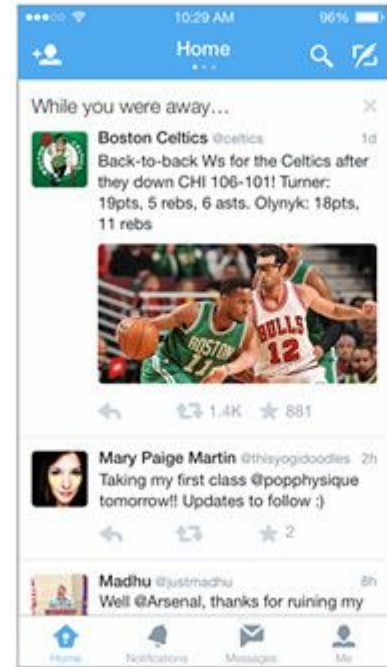 10:29 AM
96%
Home
While you were away...
Boston Celtics @celtics 1d
Back-to-back Ws for the Celtics after
they down CHI 106-101! Turner:
19pts, 5 rebs, 6 asts. Olynyk: 18pts,
11 rebs
BOSTON
11
BULLS
12
1.4K
881
Mary Paige Martin @thisyogidoodles 2h
Taking my first class @popphysique
tomorrow!! Updates to follow :)
2
Madhu @justmadhu 8h
Well @Arsenal, thanks for ruining my
Home
Notifications
Messages
Me